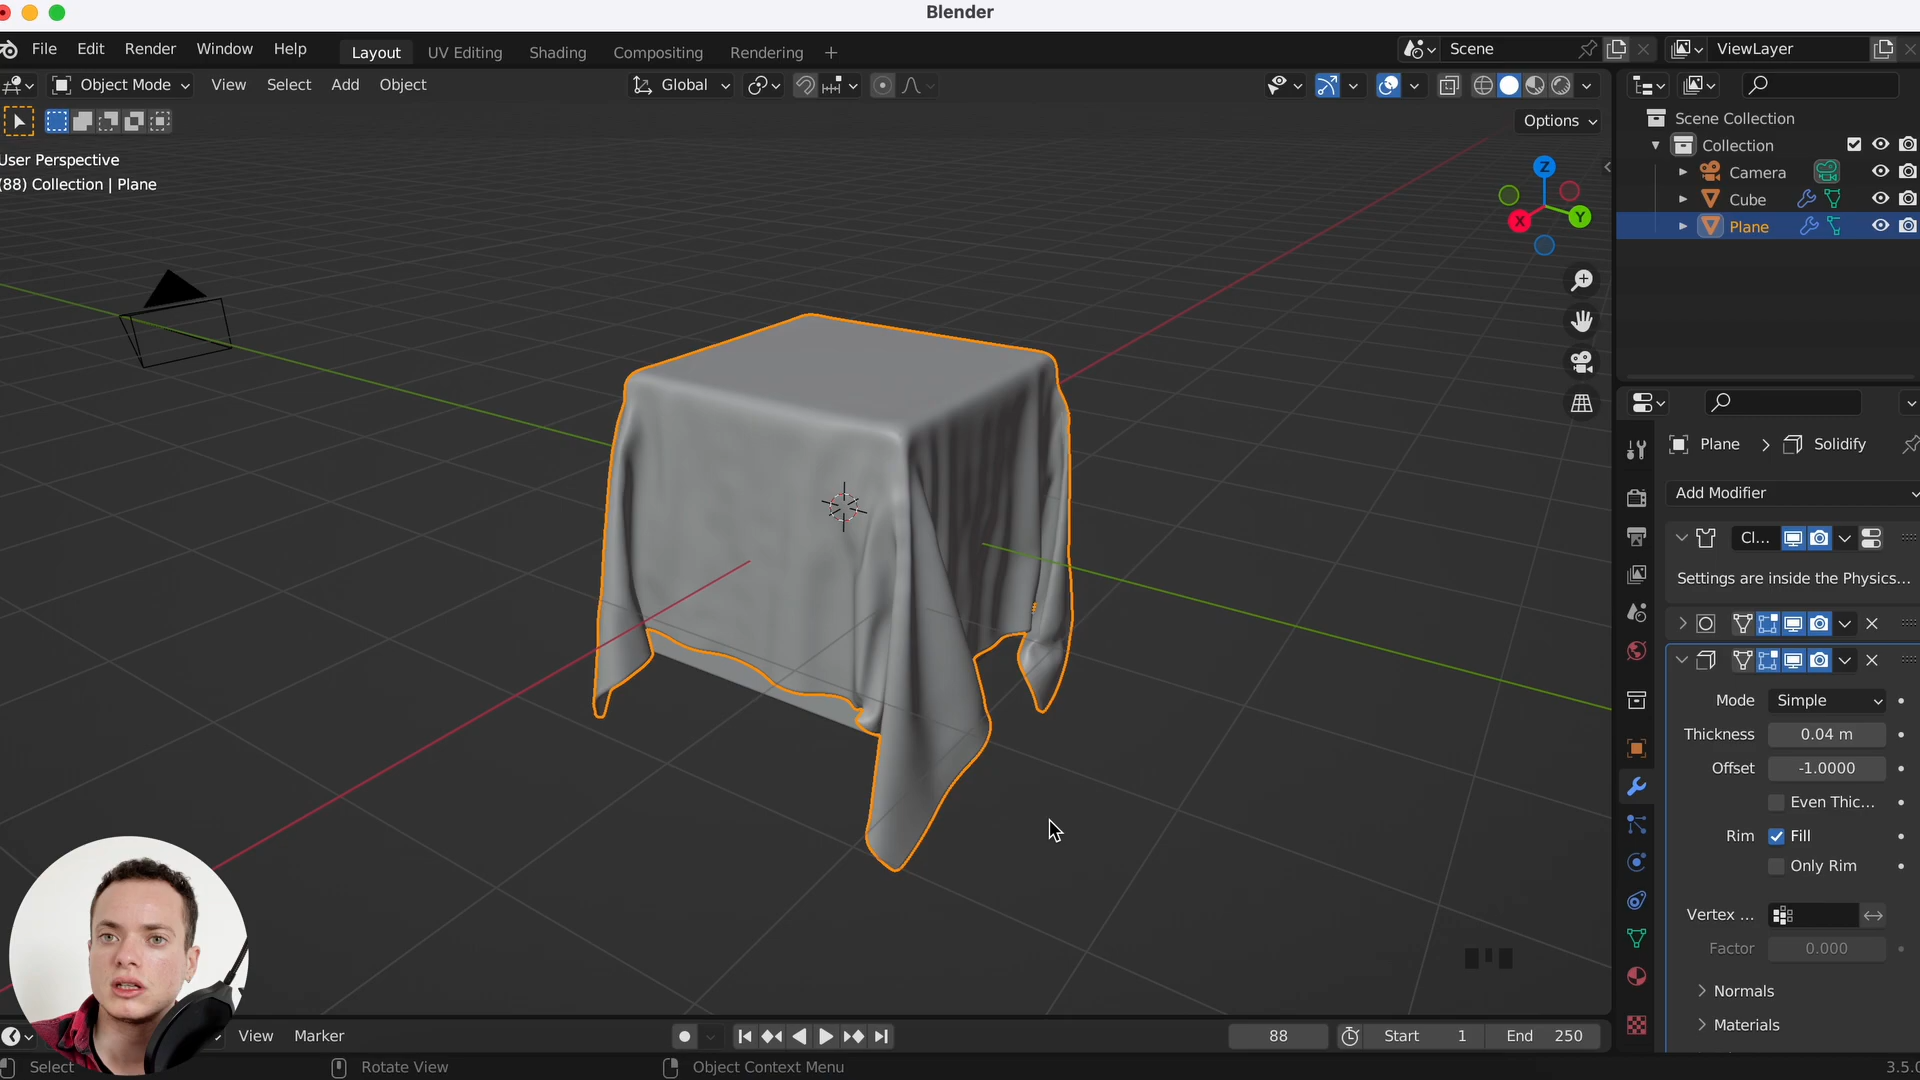 Blender
File Edit Render Window Help Layout UV Editing Shading Compositing Rendering + Scene ViewLayer
Object Mode View Select Add Object Global
Options
User Perspective
(88) Collection | Plane
Z
Y
X
Scene Collection
Collection
Camera
Cube
Plane
Plane > Solidify
Add Modifier
Cl...
Settings are inside the Physics...
Mode Simple
Thickness 0.04 m
Offset -1.0000
Even Thic...
Rim Fill
Only Rim
Vertex ...
Factor 0.000
Normals
Materials
View Marker 88 Start 1 End 250
Select Rotate View Object Context Menu 3.5.0